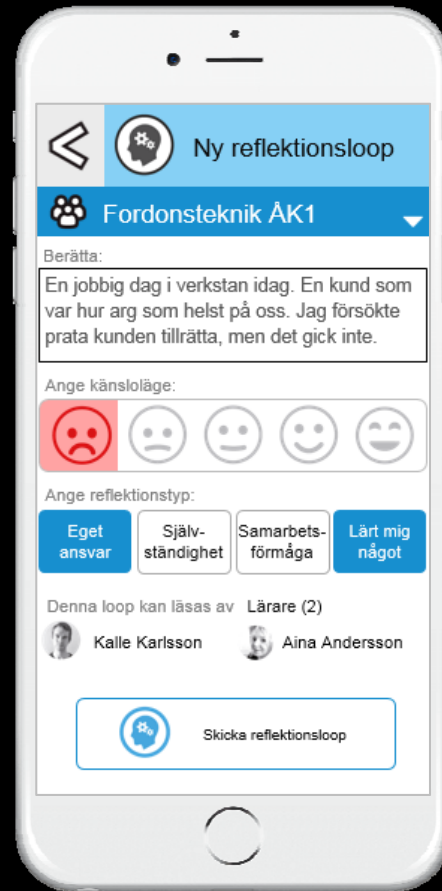 Ny reflektionsloop
Fordonsteknik ÅK1
Berätta:
En jobbig dag i verkstan idag. En kund som
var hur arg som helst på oss. Jag försökte
prata kunden tillrätta, men det gick inte.
Ange känsloläge:
Ange reflektionstyp:
Eget
ansvar
Själv-
ständighet
Samarbets-
förmåga
Lärt mig
något
Denna loop kan läsas av Lärare (2)
Kalle Karlsson Aina Andersson
Skicka reflektionsloop